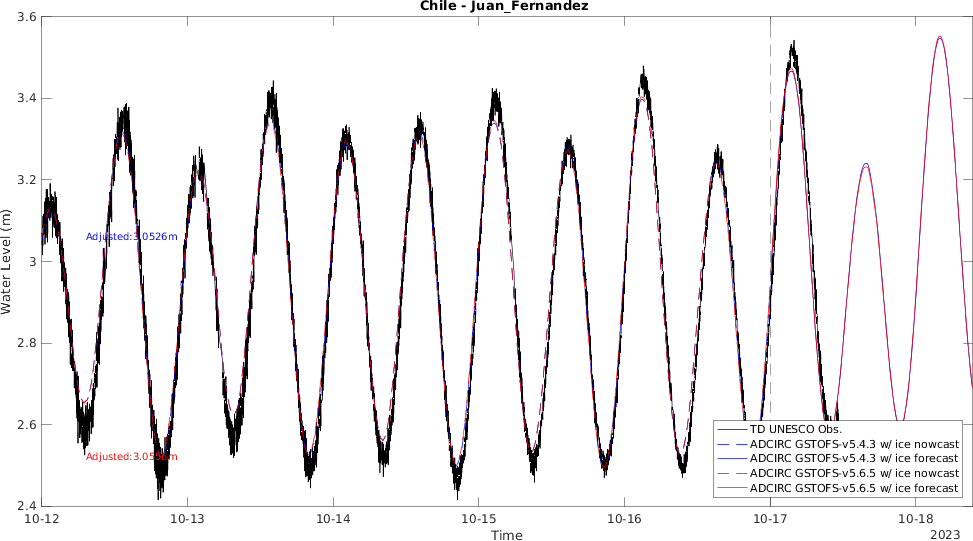 Chile - Juan_Fernandez
3.6
3.4
3.2
3
2.8
2.6
2.4
Water Level (m)
Adjusted:3.0526m
Adjusted:3.0556m
TD UNESCO Obs.
ADCIRC GSTOFS-v5.4.3 w/ ice nowcast
ADCIRC GSTOFS-v5.4.3 w/ ice forecast
ADCIRC GSTOFS-v5.6.5 w/ ice nowcast
ADCIRC GSTOFS-v5.6.5 w/ ice forecast
10-12 10-13 10-14 10-15 10-16 10-17 10-18
Time
2023